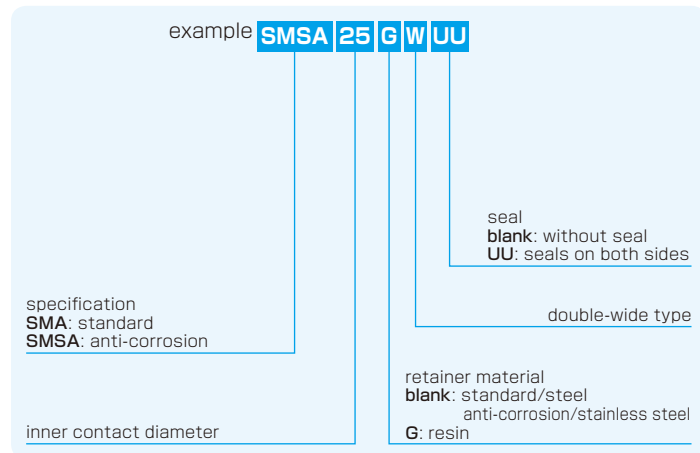 example SMSA 25 G W UU
seal
blank: without seal
UU: seals on both sides
double-wide type
specification
SMA: standard
SMSA: anti-corrosion
retainer material
blank: standard/steel
anti-corrosion/stainless steel
G: resin
inner contact diameter